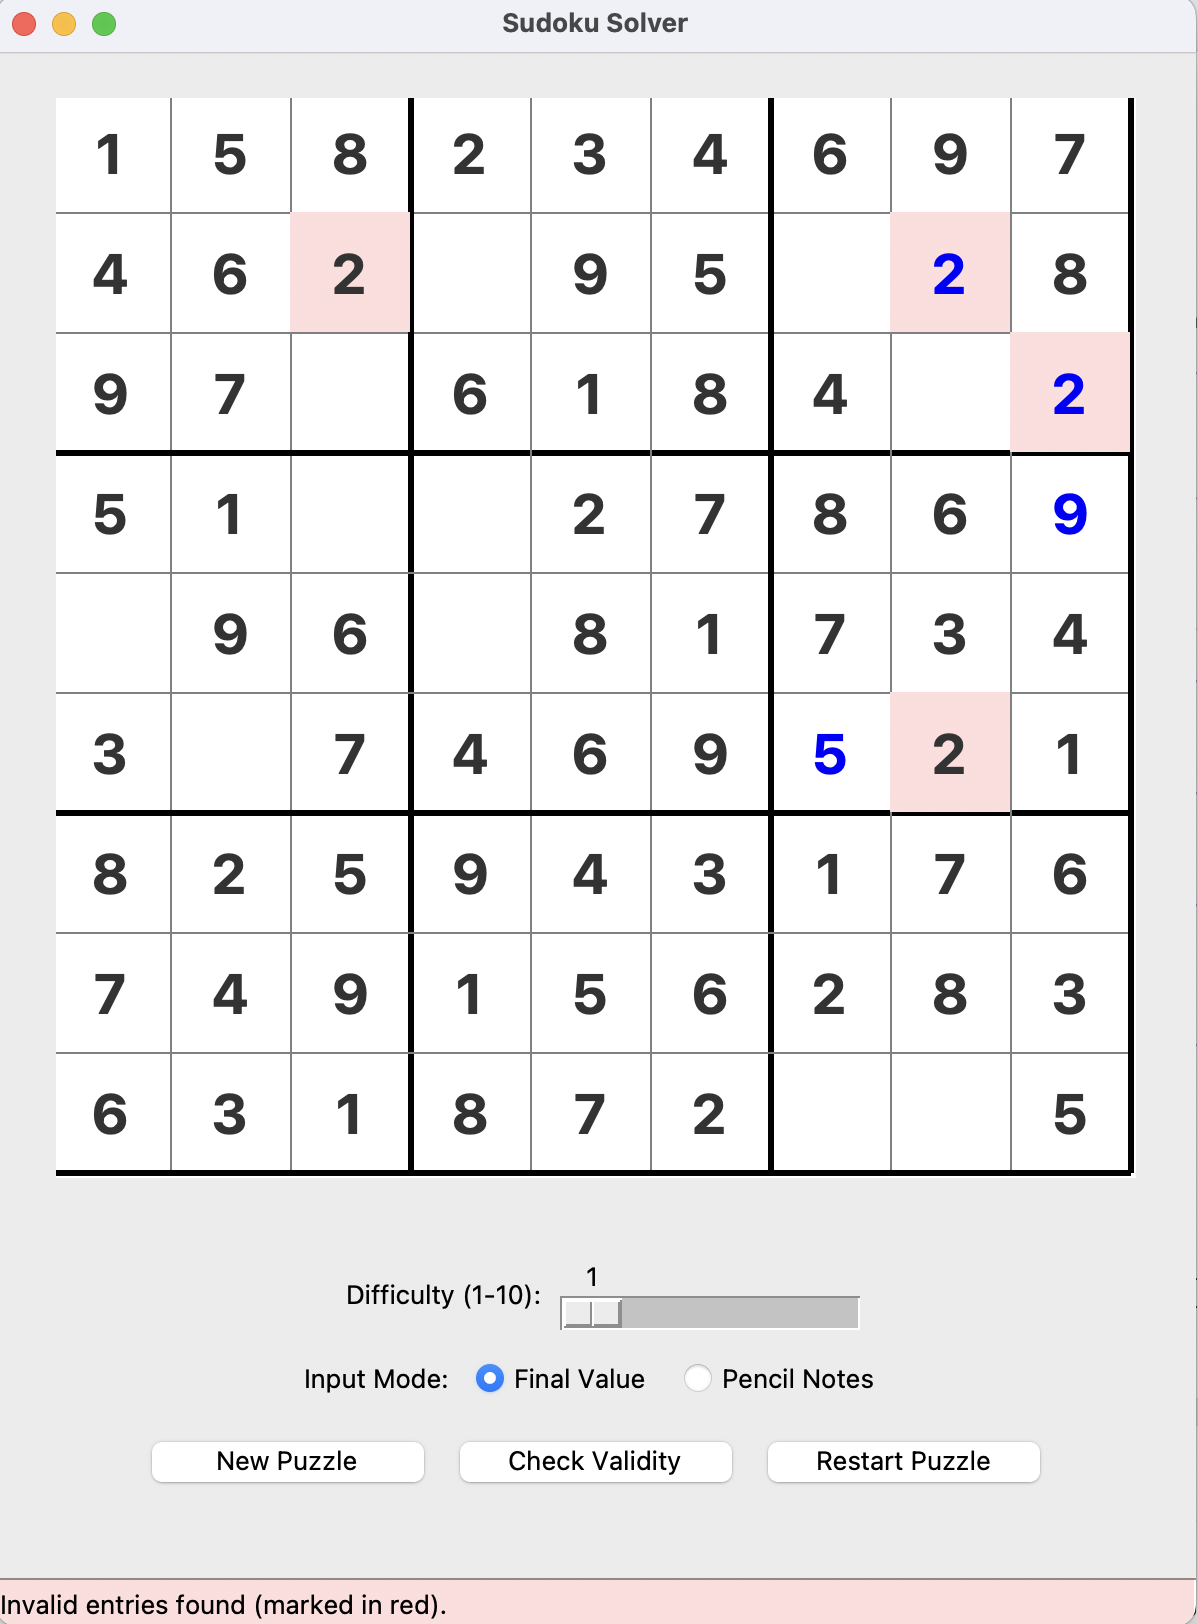 Sudoku Solver
1 5 8 2 3 4 6 9 7
4 6 2 9 5 2 8
9 7 6 1 8 4 2
5 1 2 7 8 6 9
9 6 8 1 7 3 4
3 7 4 6 9 5 2 1
8 2 5 9 4 3 1 7 6
7 4 9 1 5 6 2 8 3
6 3 1 8 7 2 5
1
Difficulty (1-10):
Input Mode: Final Value Pencil Notes
New Puzzle Check Validity Restart Puzzle
Invalid entries found (marked in red).